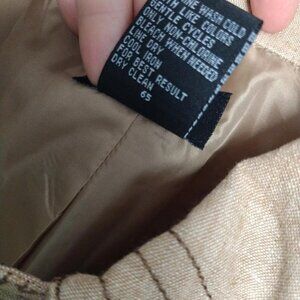 WASH COLD
WITH LIKE COLORS
GENTLE CYCLES
ONLY NON-CHLORINE
BLEACH WHEN NEEDED
LINE DRY
COOL IRON
FOR BEST RESULT
DRY CLEAN
65